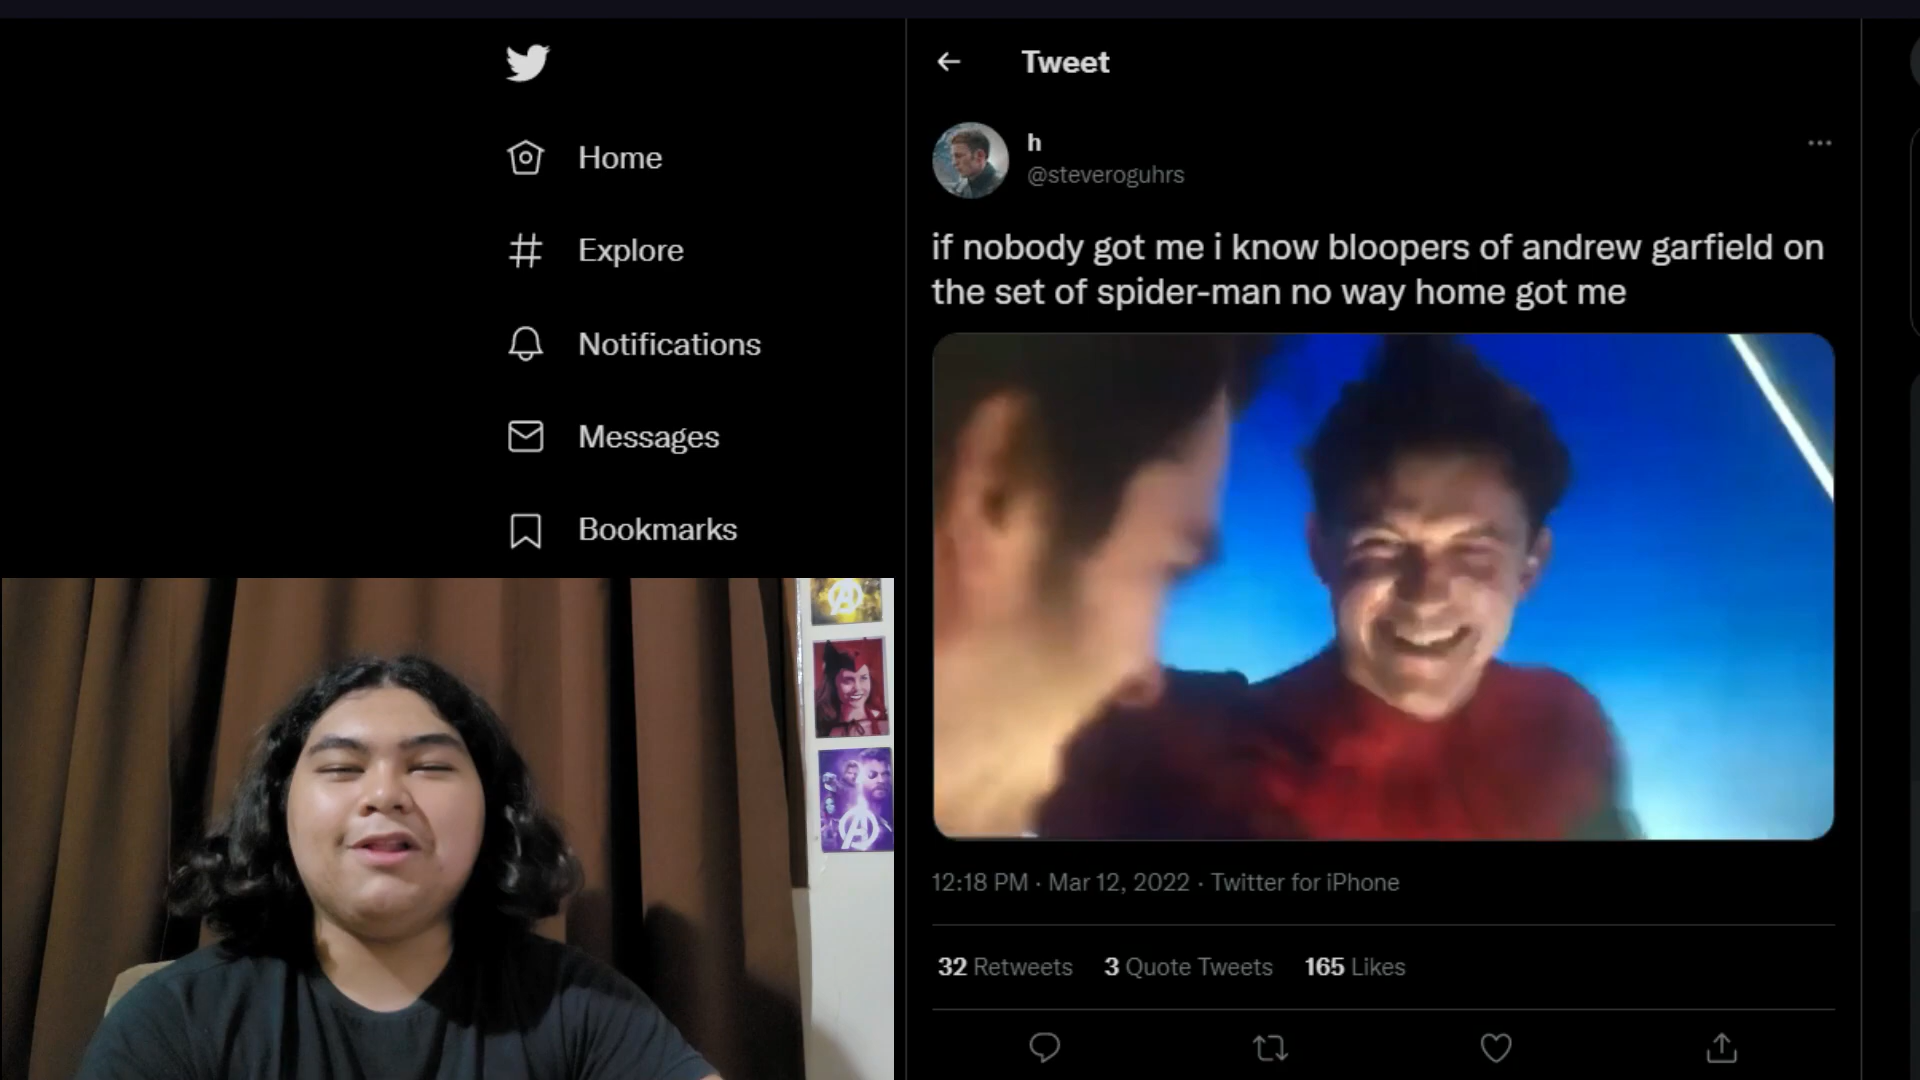 Home
Explore
Notifications
Messages
Bookmarks
Tweet
h
@steveroguhrs
if nobody got me i know bloopers of andrew garfield on
the set of spider-man no way home got me
12:18 PM · Mar 12, 2022 · Twitter for iPhone
32 Retweets 3 Quote Tweets 165 Likes